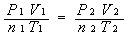 P1 V1 / n1 T1 = P2 V2 / n2 T2